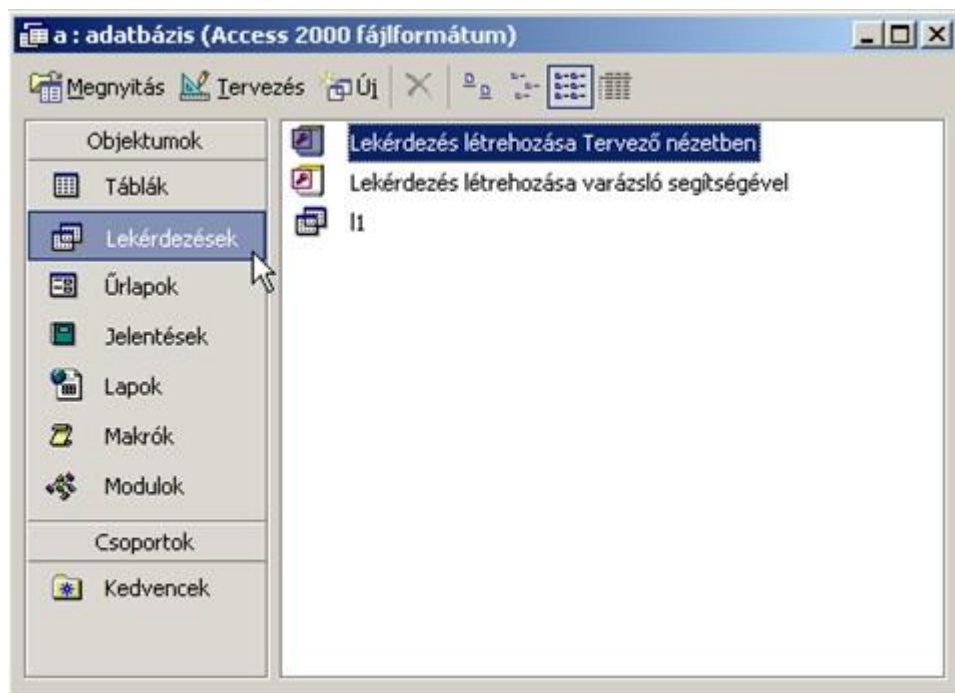 a : adatbázis (Access 2000 fájlformátum)
Megnyitás Tervezés Új
Objektumok
Táblák
Lekérdezések
Űrlapok
Jelentések
Lapok
Makrók
Modulok
Csoportok
Kedvencek
Lekérdezés létrehozása Tervező nézetben
Lekérdezés létrehozása varázsló segítségével
l1